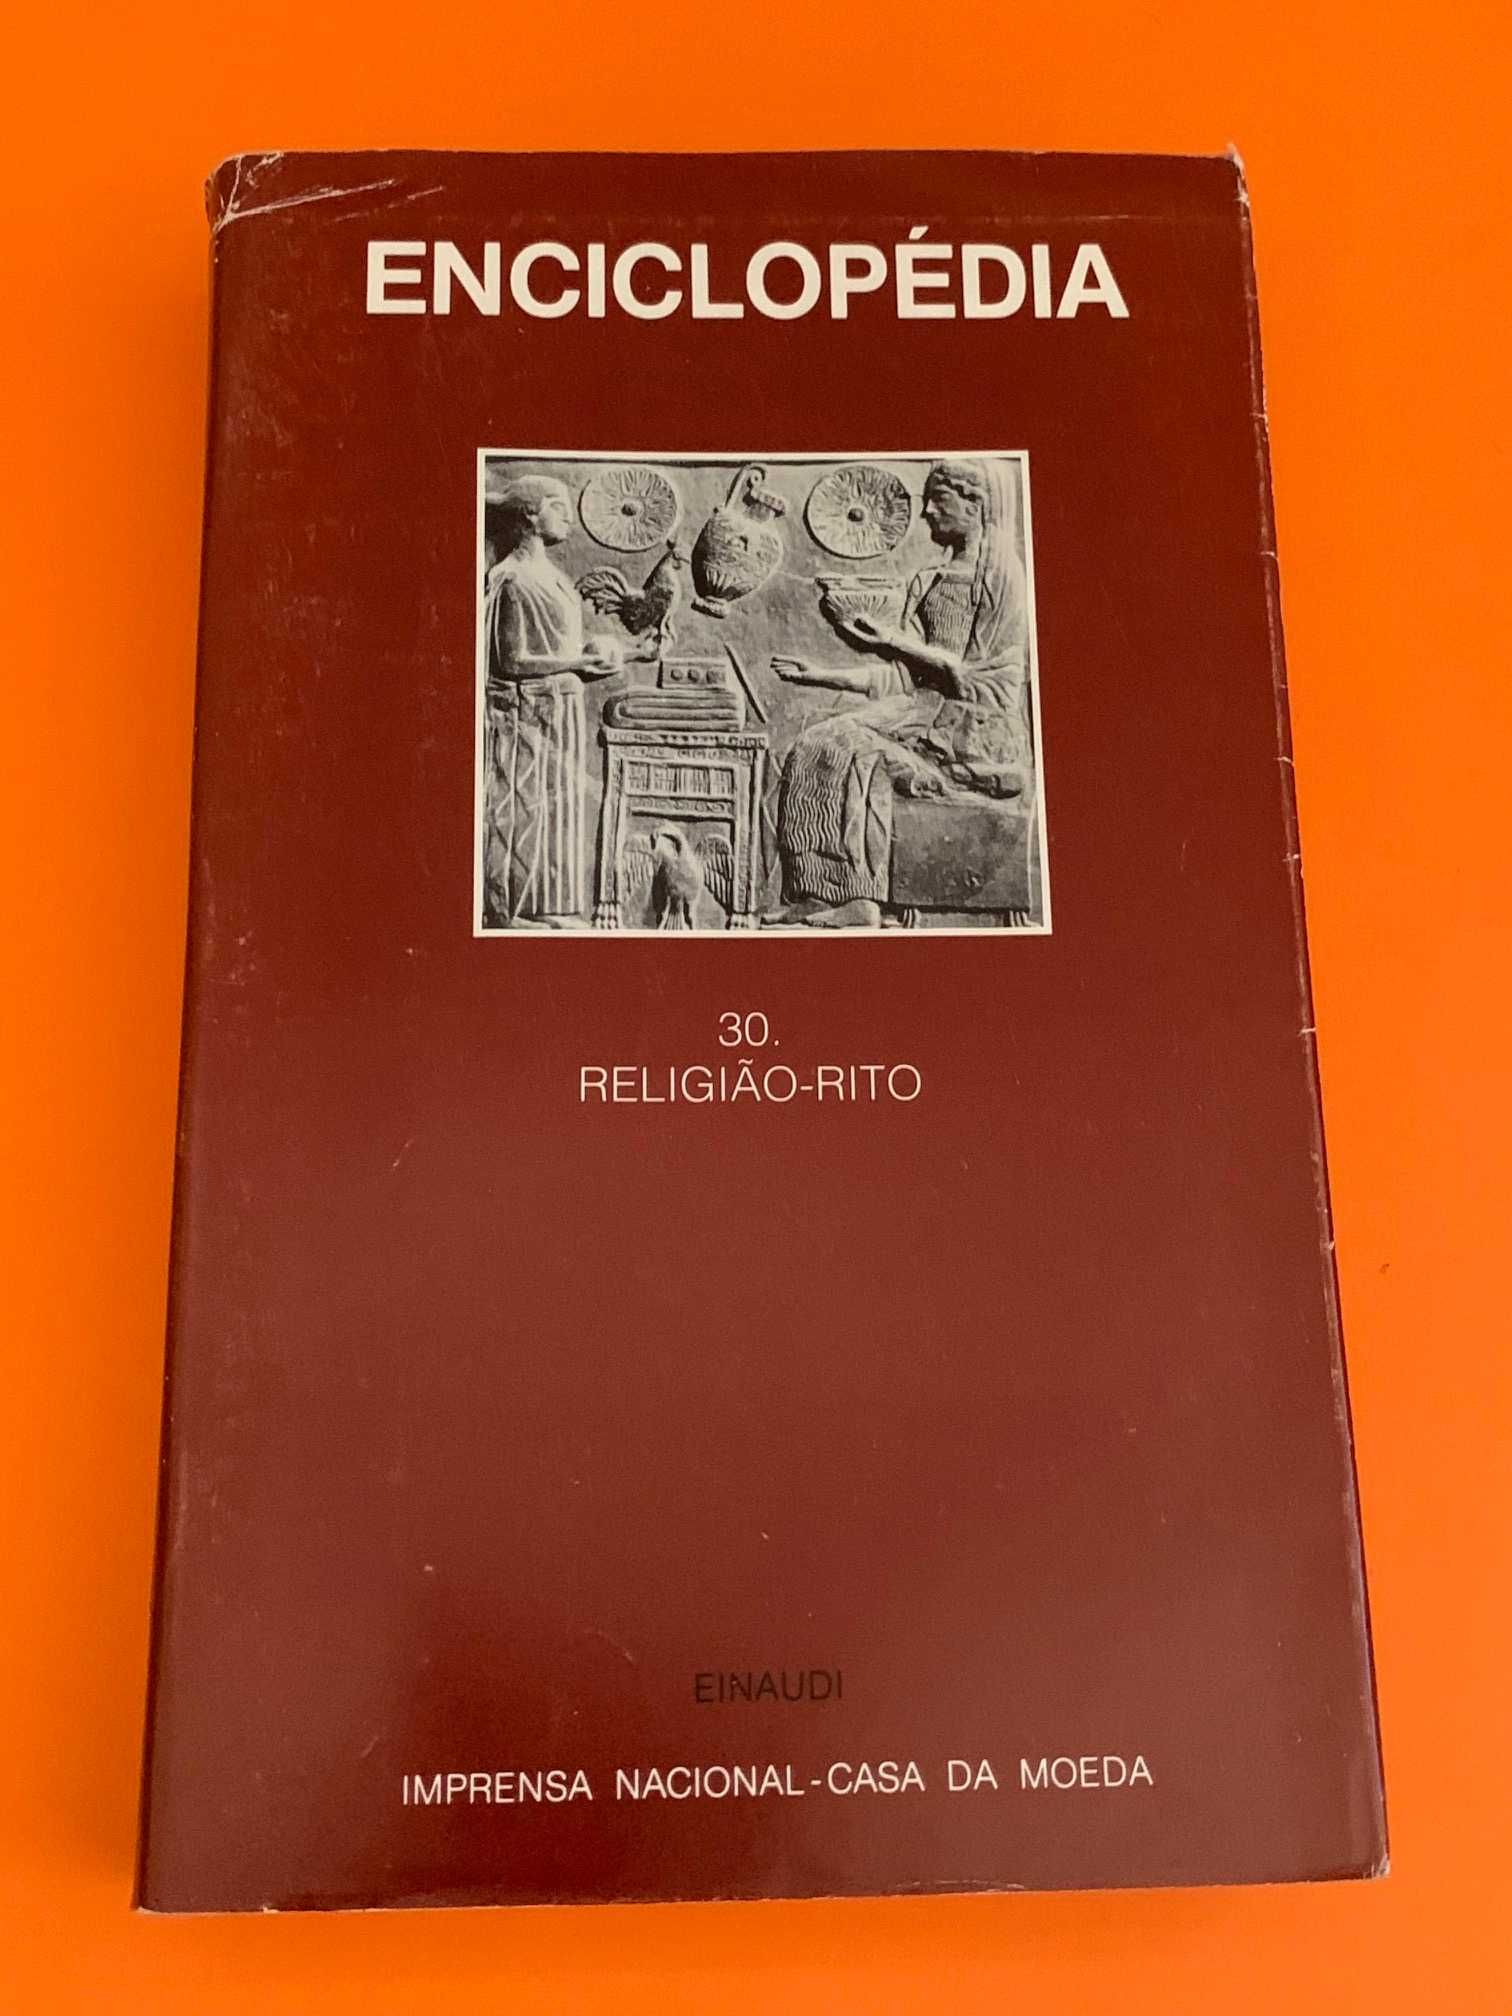 ENCICLOPÉDIA
30.
RELIGIÃO-RITO
EINAUDI
IMPRENSA NACIONAL-CASA DA MOEDA